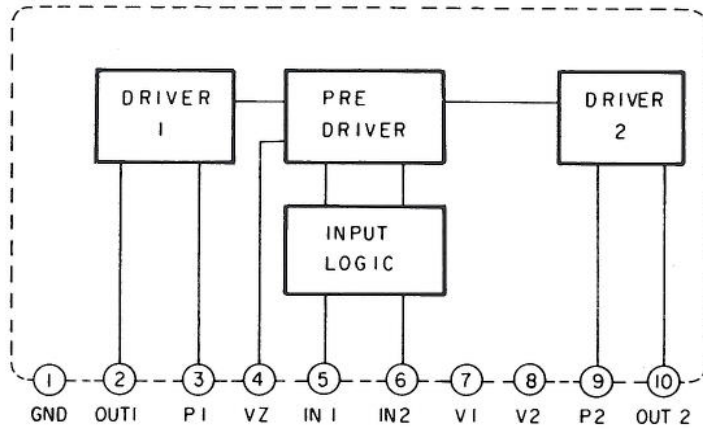 DRIVER
1
PRE
DRIVER
DRIVER
2
INPUT
LOGIC
1 2 3 4 5 6 7 8 9 10
GND OUT1 P1 VZ IN1 IN2 V1 V2 P2 OUT 2